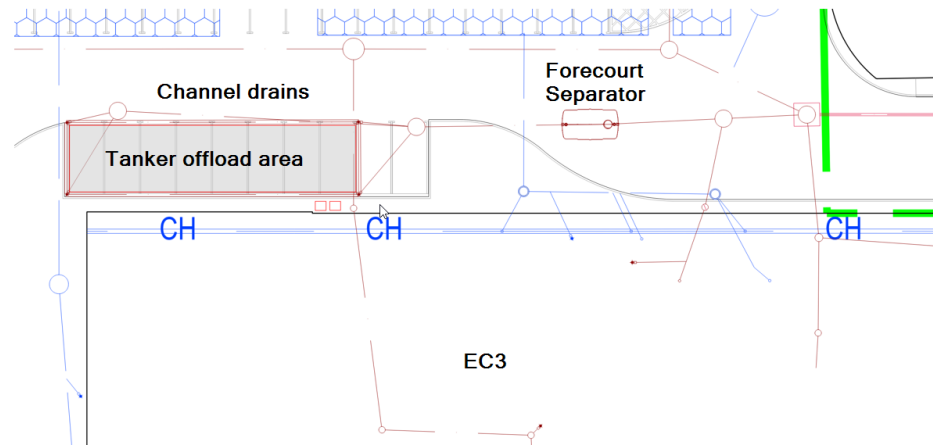 Channel drains
Forecourt
Separator
Tanker offload area
CH
CH
CH
EC3